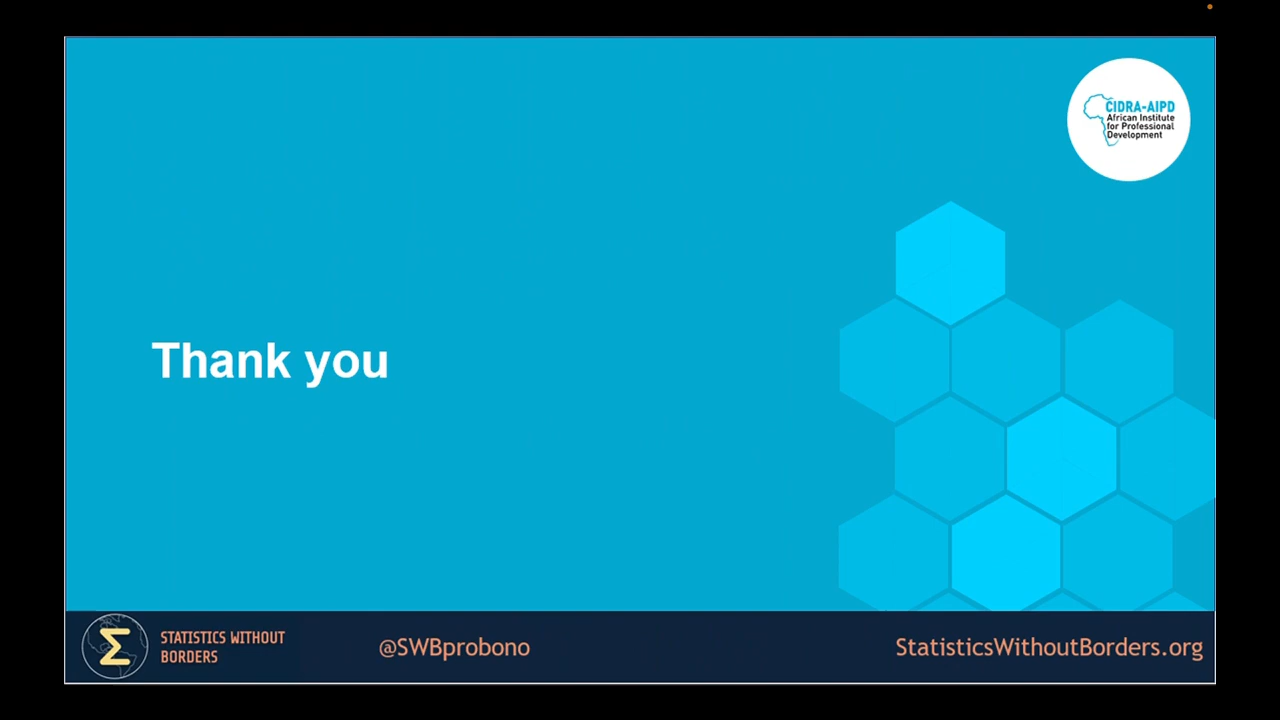 CIDRA-AIPD
African Institute
for Professional
Development
Thank you
Σ
STATISTICS WITHOUT
BORDERS
@SWBprobono
StatisticsWithoutBorders.org